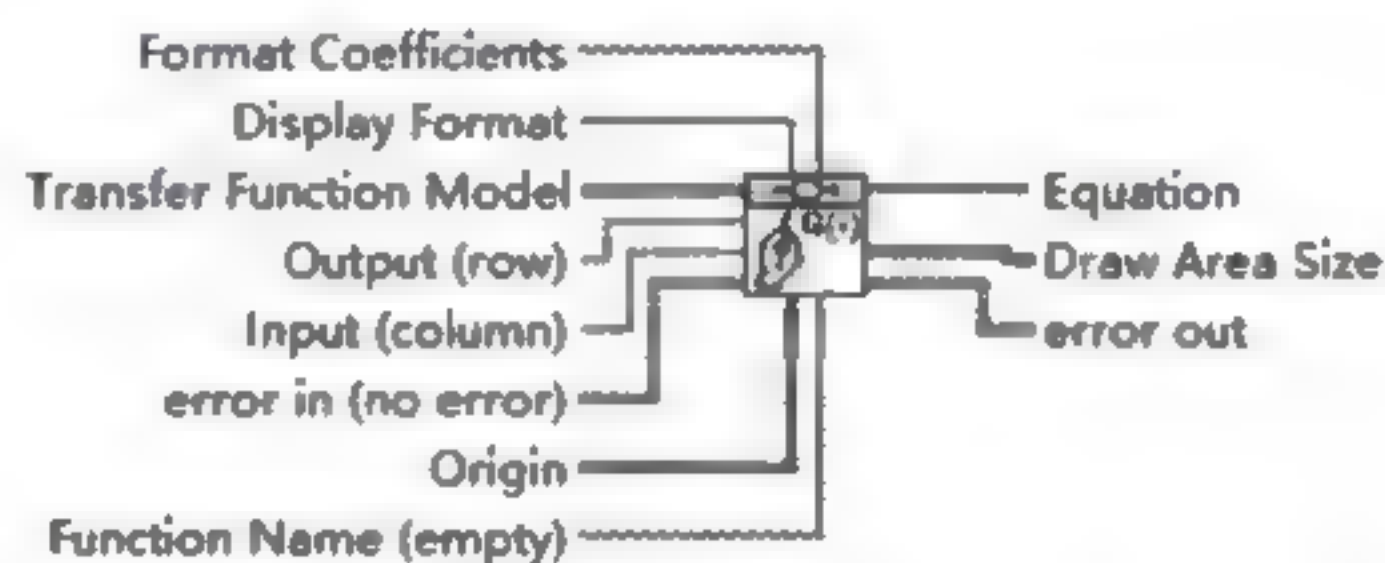 Format Coefficients
Display Format
Transfer Function Model
Equation
Output (row)
Draw Area Size
Input (column)
error out
error in (no error)
Origin
Function Name (empty)